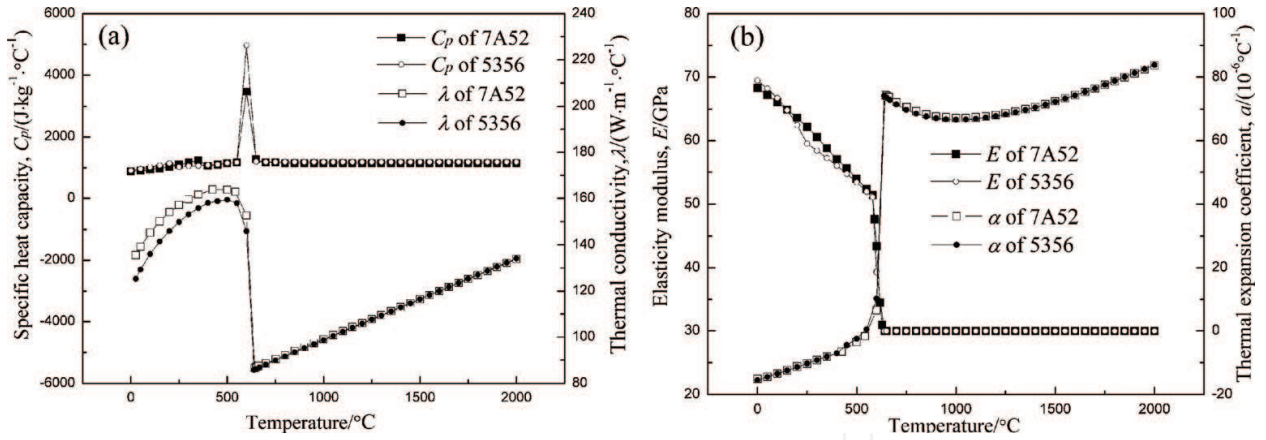 (a)
Cp of 7A52
Cp of 5356
λ of 7A52
λ of 5356
Specific heat capacity, Cp/(J·kg⁻¹·°C⁻¹)
6000
4000
2000
0
-2000
-4000
-6000
240
220
200
180
160
140
120
100
80
Thermal conductivity,λ/(W·m⁻¹·°C⁻¹)
0 500 1000 1500 2000
Temperature/°C
(b)
E of 7A52
E of 5356
α of 7A52
α of 5356
Elasticity modulus, E/GPa
80
70
60
50
40
30
20
100
80
60
40
20
0
-20
Thermal expansion coefficient, α/(10⁻⁶°C⁻¹)
0 500 1000 1500 2000
Temperature/°C